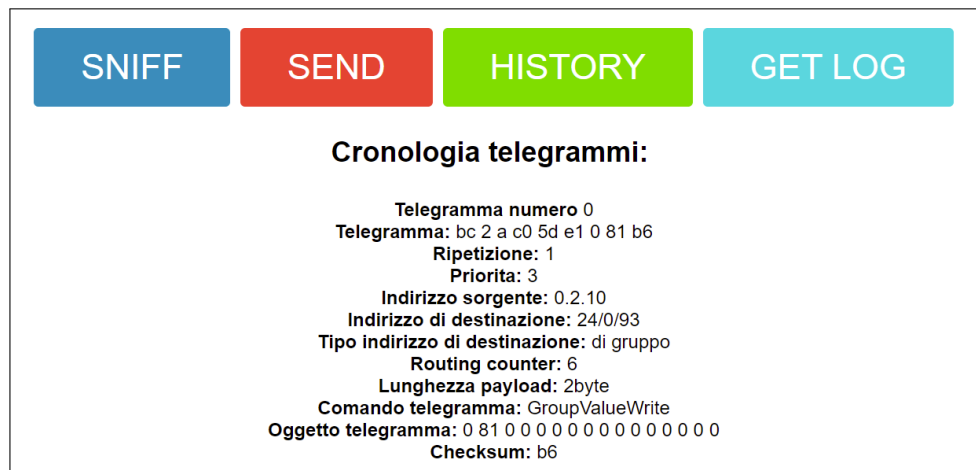 SNIFF SEND HISTORY GET LOG
Cronologia telegrammi:
Telegramma numero 0
Telegramma: bc 2 a c0 5d e1 0 81 b6
Ripetizione: 1
Priorita: 3
Indirizzo sorgente: 0.2.10
Indirizzo di destinazione: 24/0/93
Tipo indirizzo di destinazione: di gruppo
Routing counter: 6
Lunghezza payload: 2byte
Comando telegramma: GroupValueWrite
Oggetto telegramma: 0 81 0 0 0 0 0 0 0 0 0 0 0 0 0 0
Checksum: b6